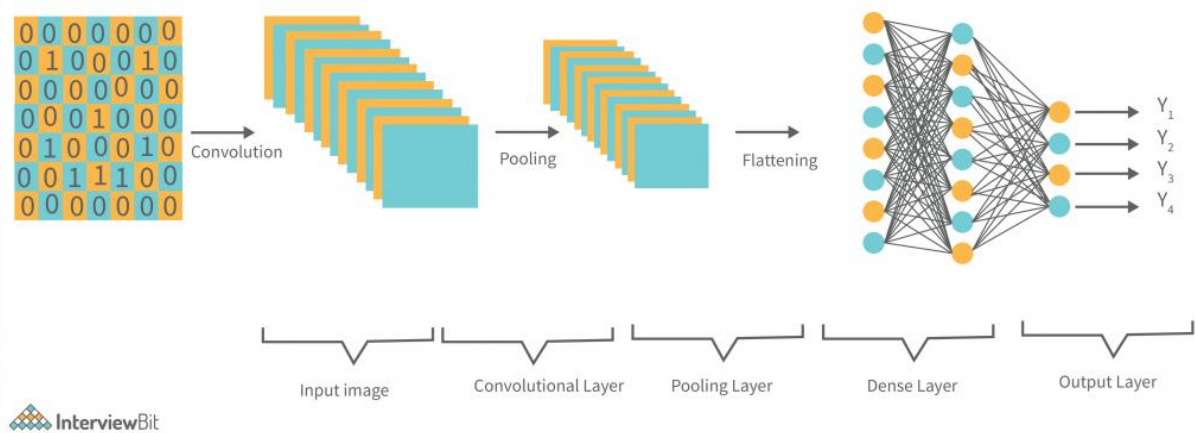 0 0 0 0 0 0 0
0 1 0 0 0 1 0
0 0 0 0 0 0 0
0 0 0 1 0 0 0
0 1 0 0 0 1 0
0 0 1 1 1 0 0
0 0 0 0 0 0 0
Convolution
Pooling
Flattening
Y1
Y2
Y3
Y4
Input image
Convolutional Layer
Pooling Layer
Dense Layer
Output Layer
InterviewBit